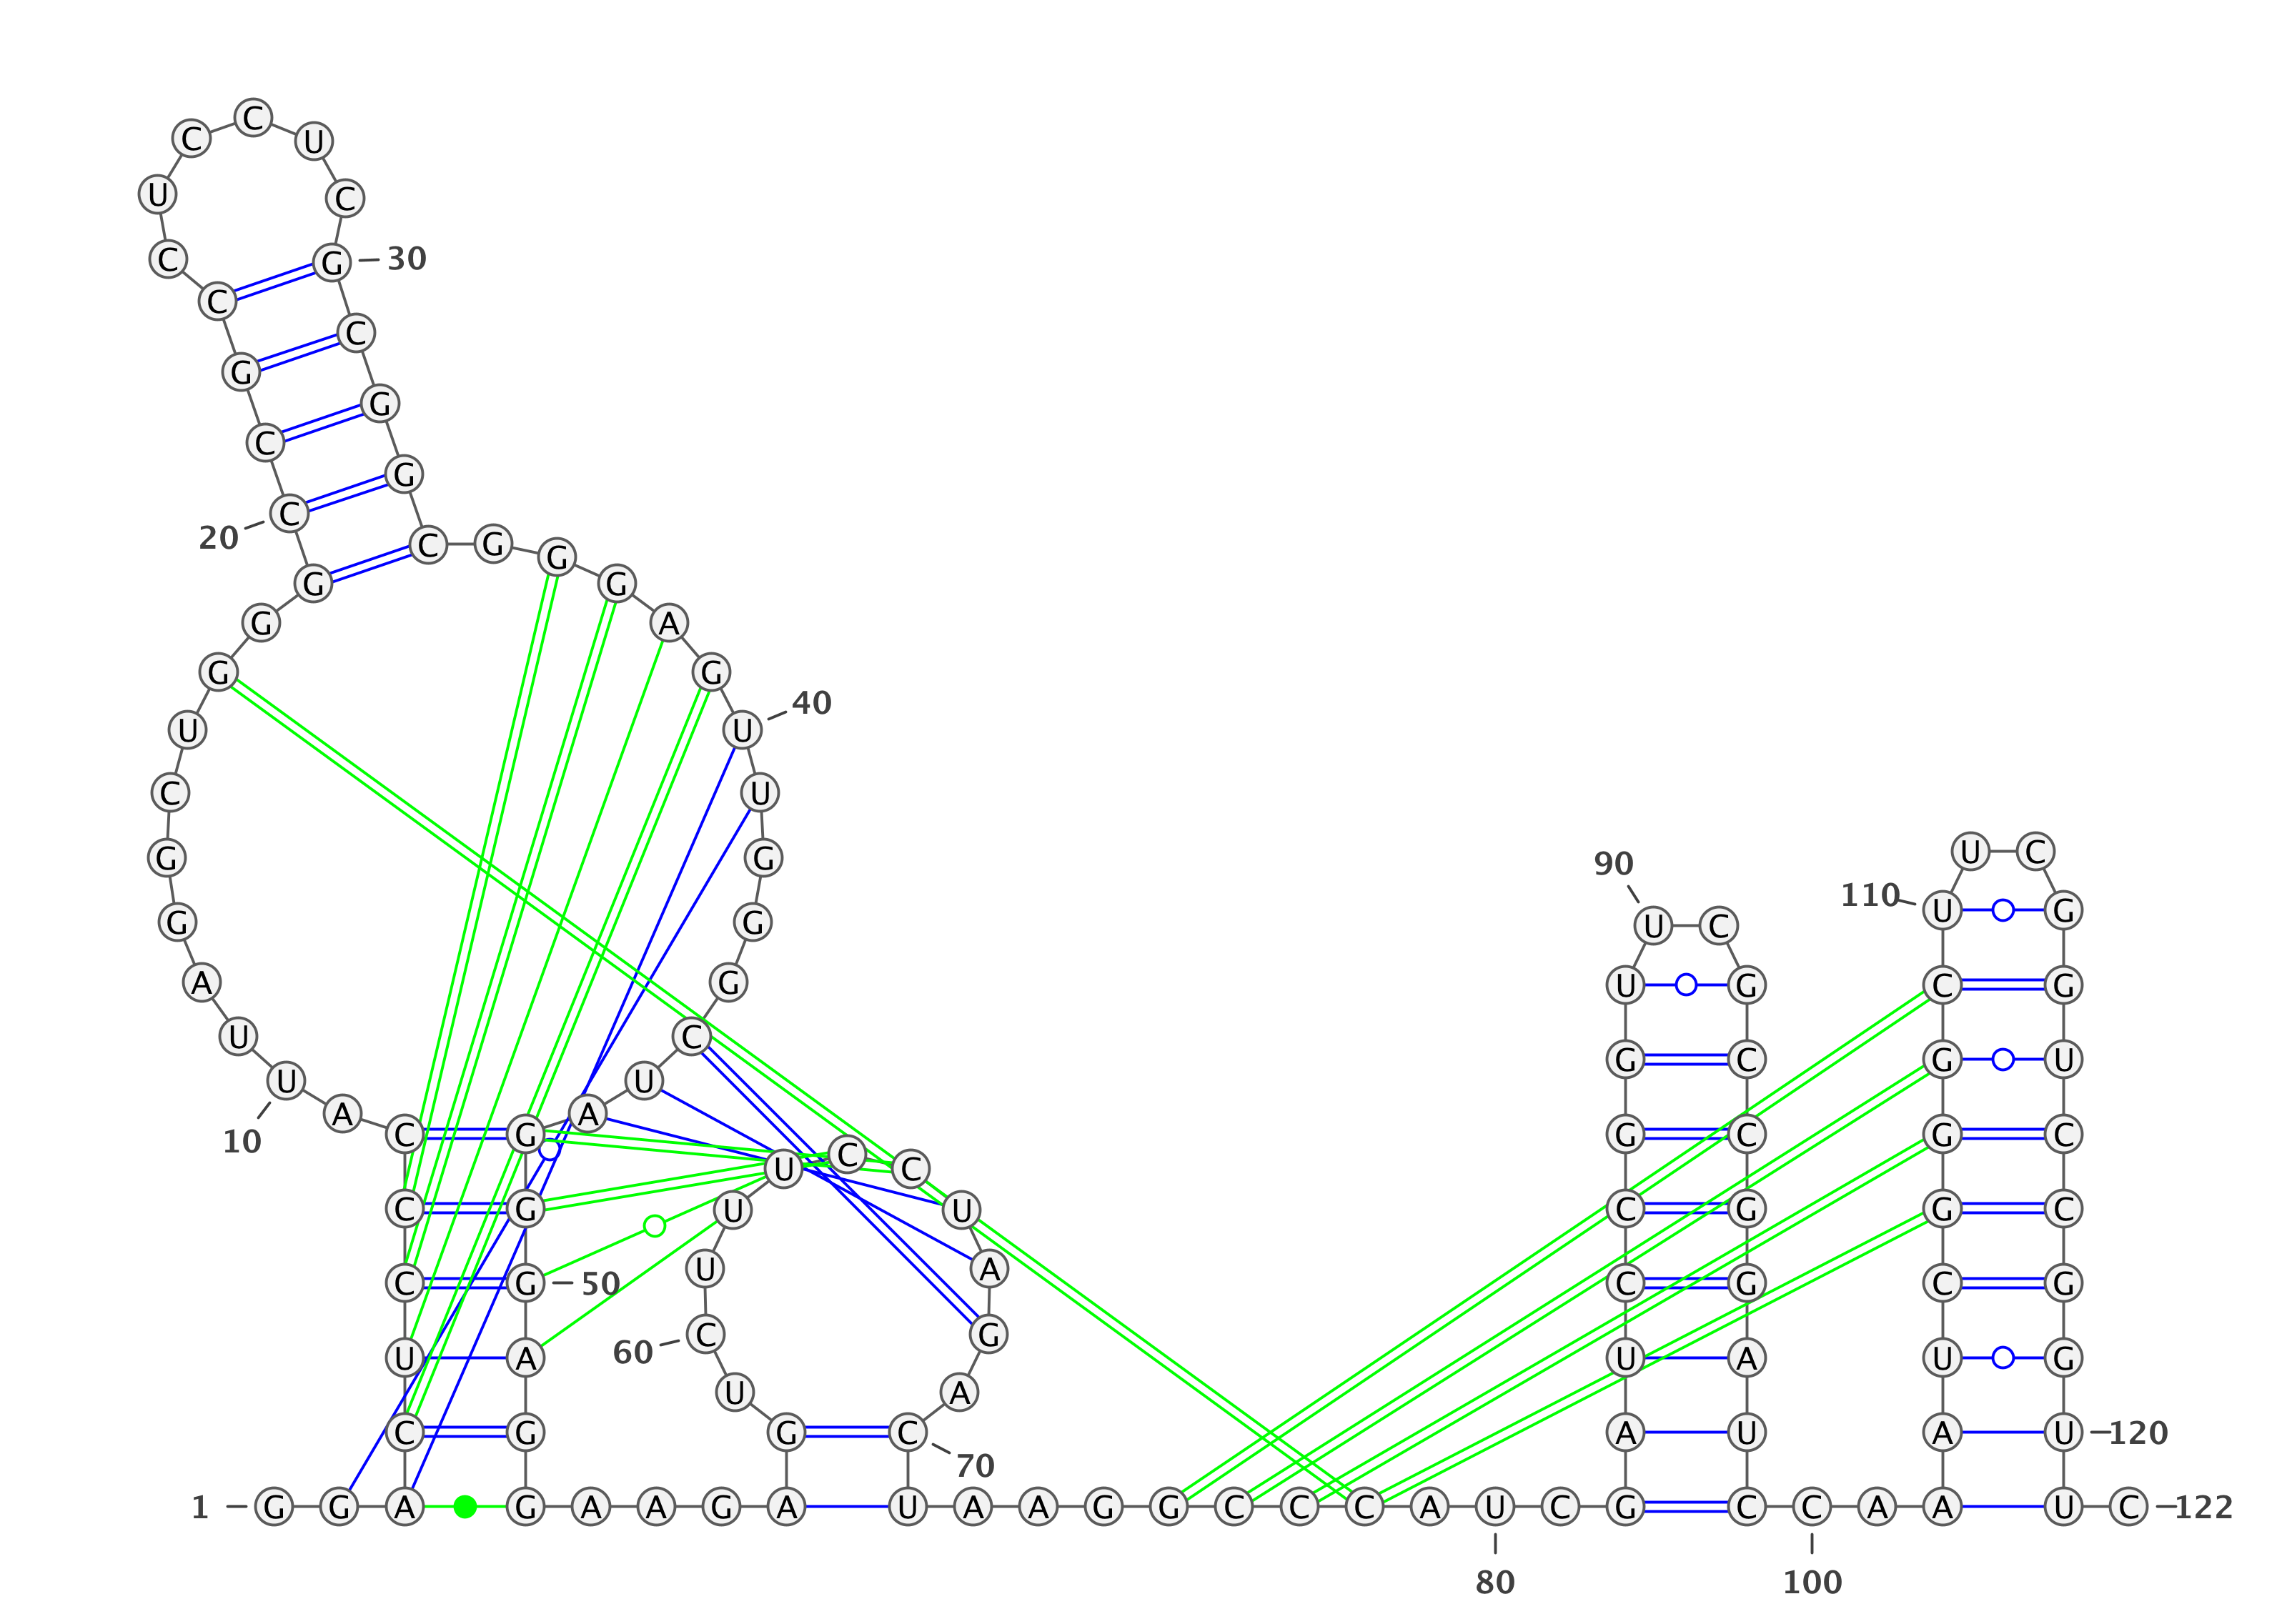 C C U
C C
U
C G 30
C C
G G
C G
20 C C G G G
G G
G A
G G
U U 40
C U
G G
G G
A G
U C
10 U U
A C G A
C C
U
C G U U
C G 50 U A
U A 60 C G
C G U A
G C 70
1 G G A G A A G A U A A G G C C C A U C G C C A A U C 122
90 U C
U G
G C
G C
C G
C G
U A
A U
80 100
U C
110 U G
C G
G U
G C
G C
C G
U G
A U 120